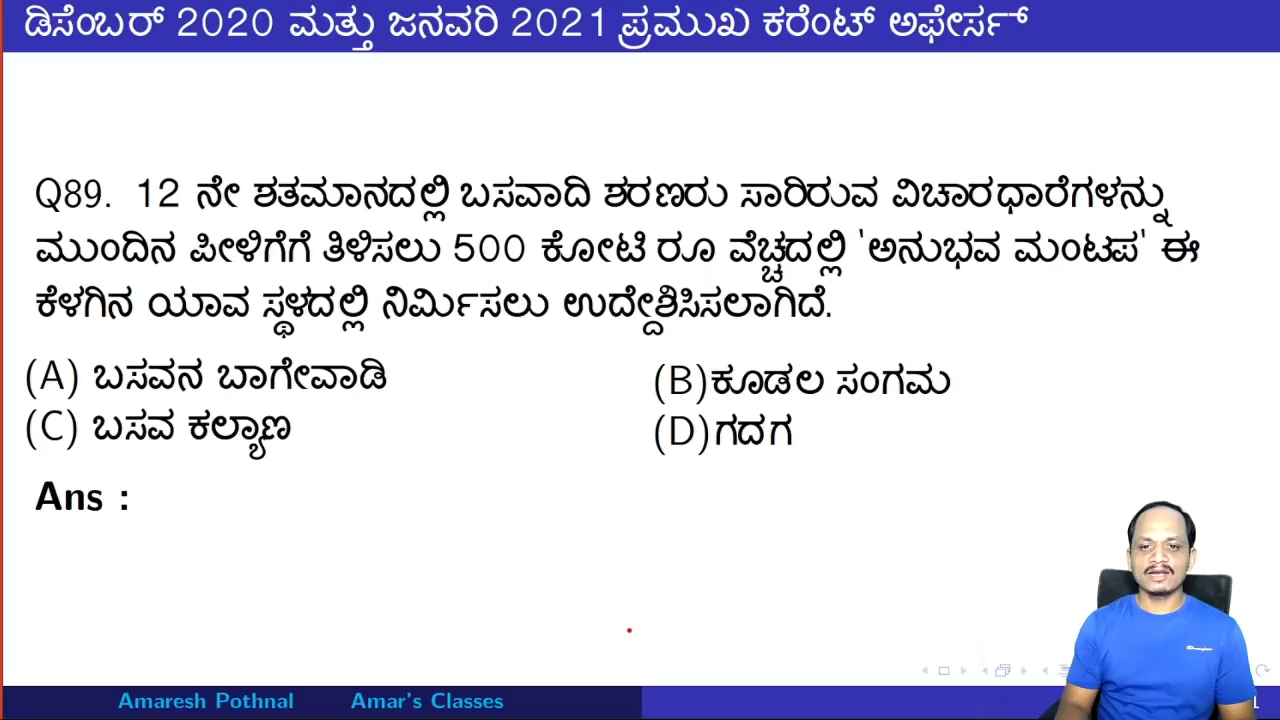 ಡಿಸೆಂಬರ್ 2020 ಮತ್ತು ಜನವರಿ 2021 ಪ್ರಮುಖ ಕರೆಂಟ್ ಅಫೇರ್ಸ್
Q89. 12 ನೇ ಶತಮಾನದಲ್ಲಿ ಬಸವಾದಿ ಶರಣರು ಸಾರಿರುವ ವಿಚಾರಧಾರೆಗಳನ್ನು
ಮುಂದಿನ ಪೀಳಿಗೆಗೆ ತಿಳಿಸಲು 500 ಕೋಟಿ ರೂ ವೆಚ್ಚದಲ್ಲಿ 'ಅನುಭವ ಮಂಟಪ' ಈ
ಕೆಳಗಿನ ಯಾವ ಸ್ಥಳದಲ್ಲಿ ನಿರ್ಮಿಸಲು ಉದ್ದೇಶಿಸಿಸಲಾಗಿದೆ.
(A) ಬಸವನ ಬಾಗೇವಾಡಿ (B)ಕೂಡಲ ಸಂಗಮ
(C) ಬಸವ ಕಲ್ಯಾಣ (D)ಗದಗ
Ans :
Amaresh Pothnal Amar's Classes 1